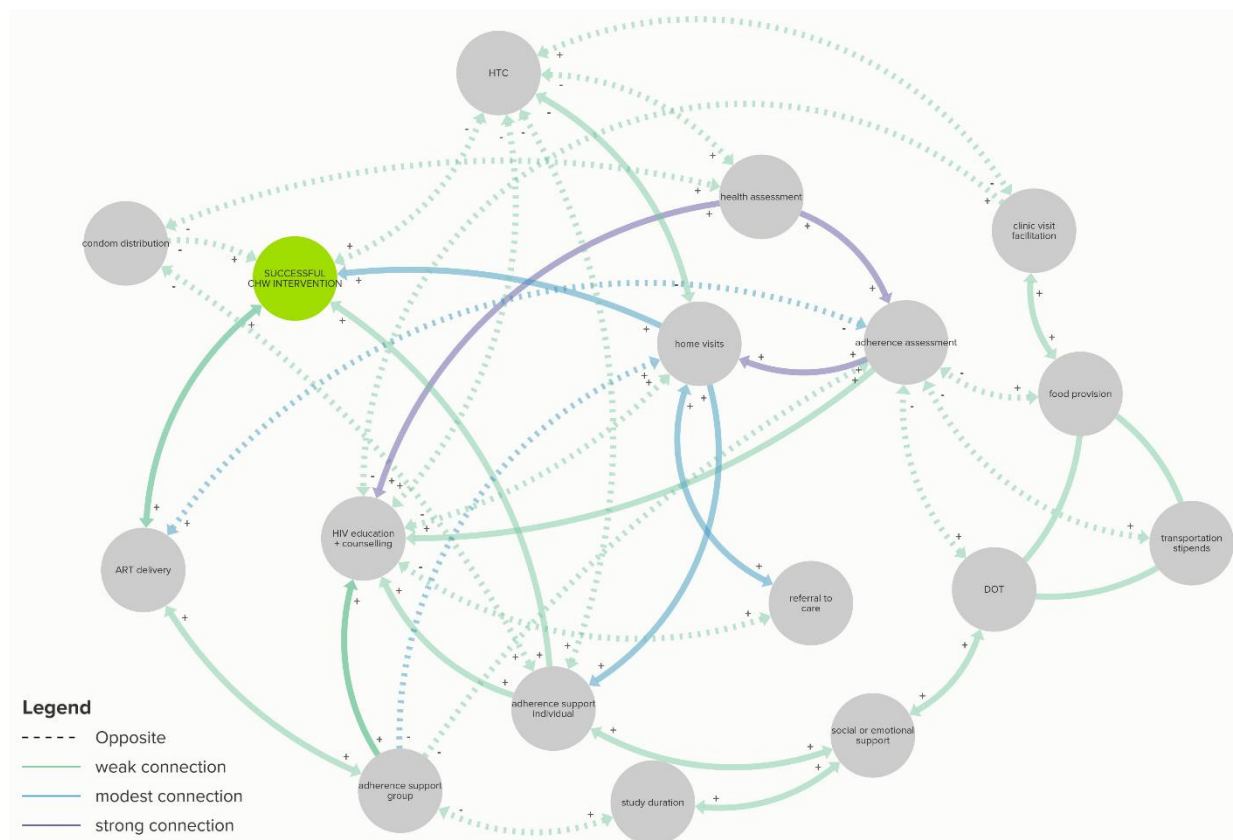 HTC
health assessment
condom distribution
clinic visit
facilitation
SUCCESSFUL
CHW INTERVENTION
home visits
adherence assessment
food provision
HIV education
+ counselling
ART delivery
transportation
stipends
DOT
referral to
care
adherence support
individual
social or emotional
support
adherence support
group
study duration
Legend
Opposite
weak connection
modest connection
strong connection